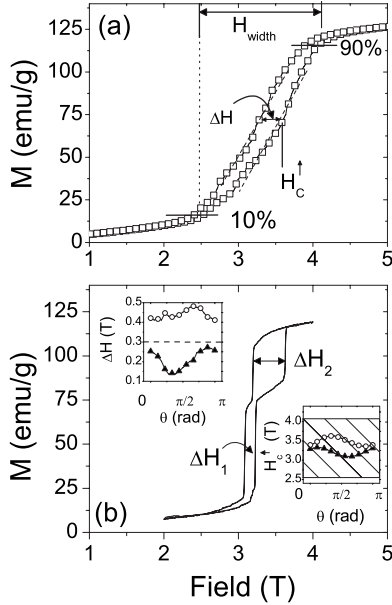 (a)
H_width
90%
ΔH
H_C^↑
10%
M (emu/g)
125
100
75
50
25
0
1 2 3 4 5
(b)
M (emu/g)
125
100
75
50
25
0
ΔH (T)
0.5
0.4
0.3
0.2
0.1
0 π/2 π
θ (rad)
ΔH_2
ΔH_1
H_c^↑ (T)
4.5
4.0
3.5
3.0
2.5
0 π/2 π
θ (rad)
1 2 3 4 5
Field (T)